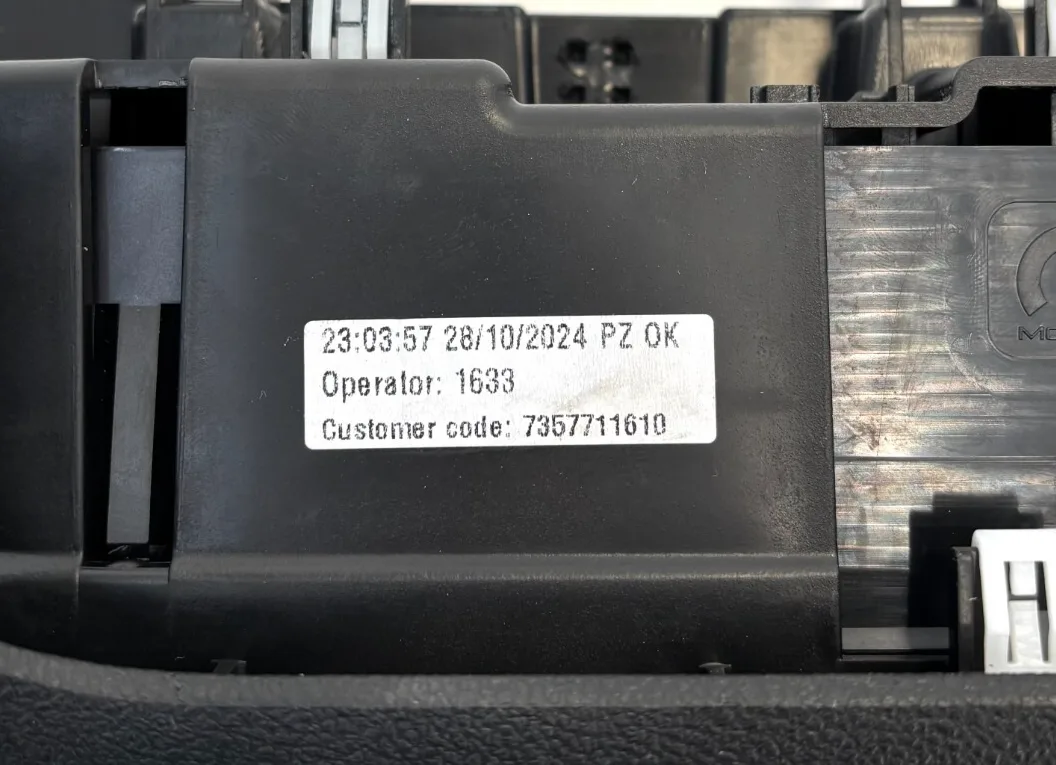 23:03:57 28/10/2024 PZ OK
Operator: 1633
Customer code: 7357711610